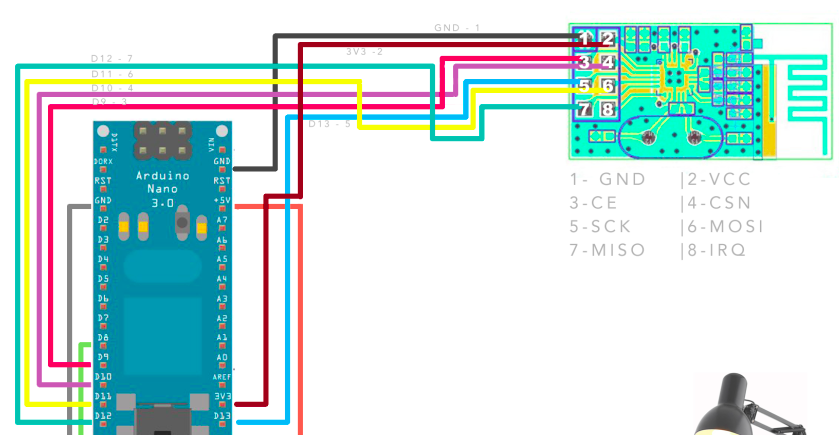 GND - 1
3V3 -2
D12 - 7
D11 - 6
D10 - 4
D9 - 3
D13 - 5
1 2
3 4
5 6
7 8
1- GND |2-VCC
3-CE |4-CSN
5-SCK |6-MOSI
7-MISO |8-IRQ
D1TX VIN
D0RX GND
RST RST
Arduino
Nano
3.0
GND +5V
D2 A7
D3 A6
D4 A5
D5 A4
D6 A3
D7 A2
D8 A1
D9 A0
D10 AREF
D11 3V3
D12 D13